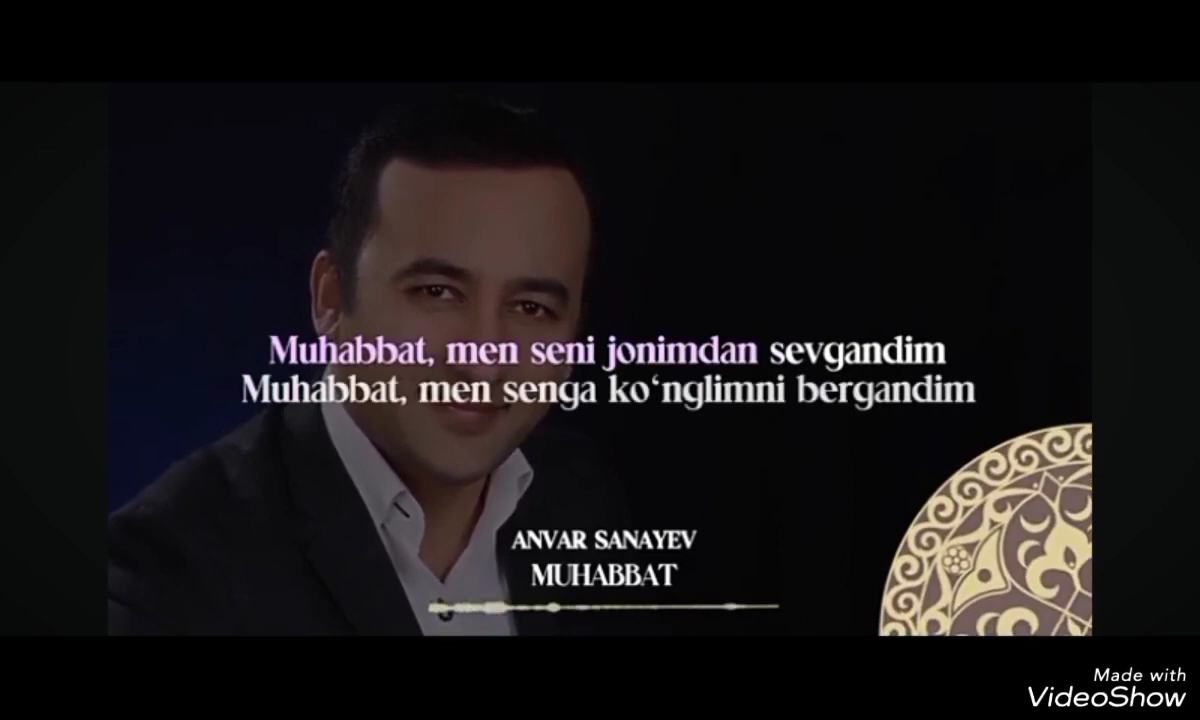 Muhabbat, men seni jonimdan sevgandim
Muhabbat, men senga ko‘nglimni bergandim
ANVAR SANAYEV
MUHABBAT
Made with
VideoShow